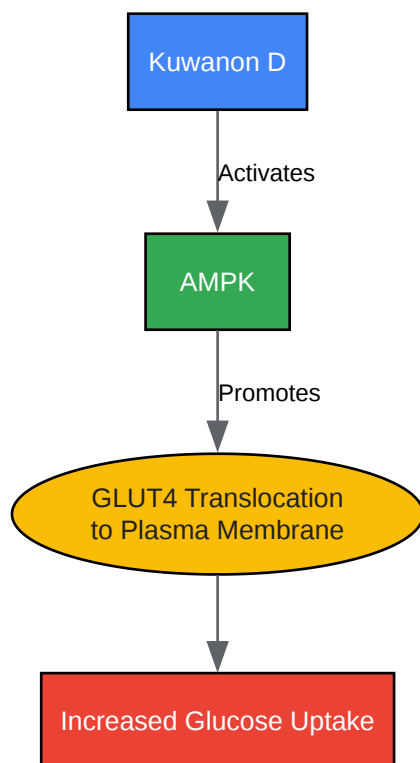 Kuwanon D
Activates
AMPK
Promotes
GLUT4 Translocation
to Plasma Membrane
Increased Glucose Uptake